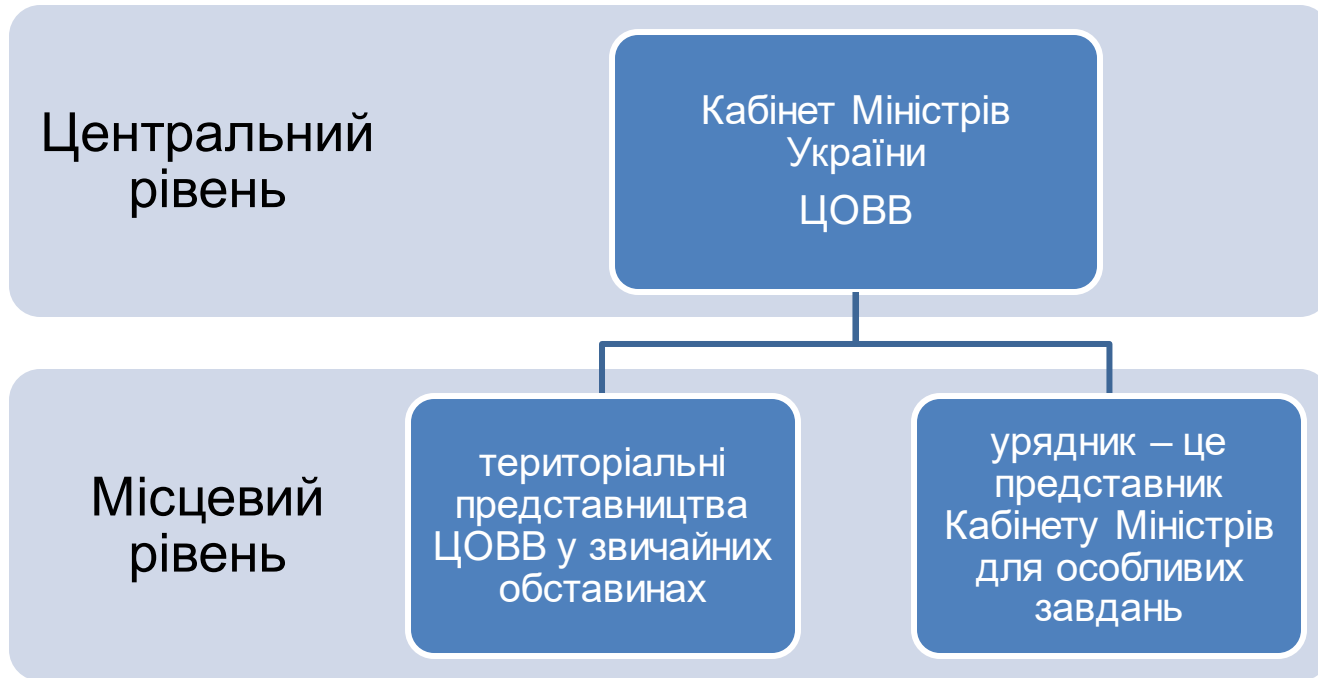 Центральний
рівень
Кабінет Міністрів
України
ЦОВВ
Місцевий
рівень
територіальні
представництва
ЦОВВ у звичайних
обставинах
урядник – це
представник
Кабінету Міністрів
для особливих
завдань